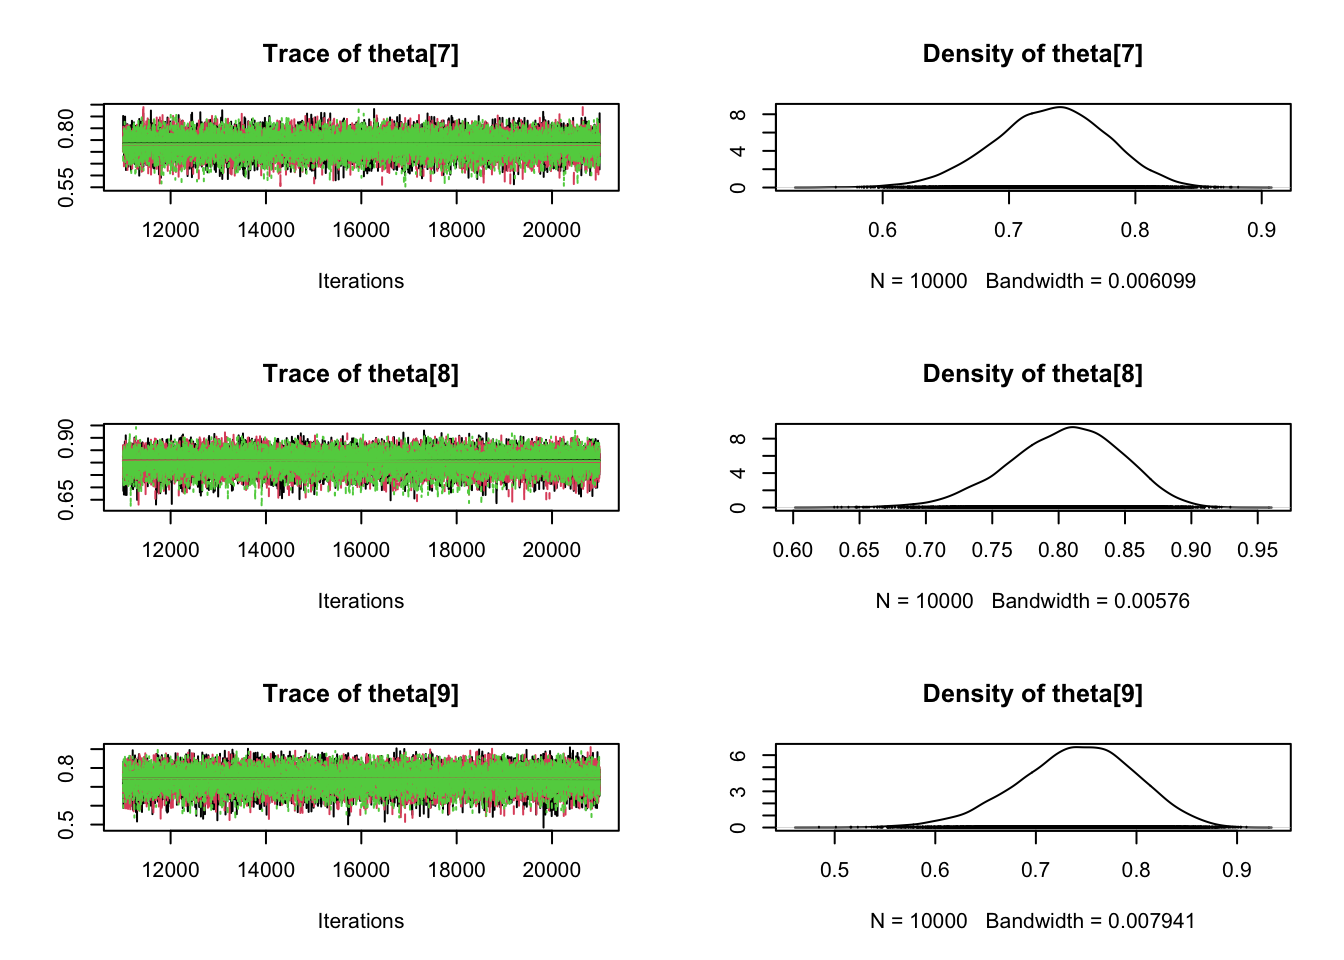 Trace of theta[7]
0.55 0.80
12000 14000 16000 18000 20000
Iterations
Density of theta[7]
0 4 8
0.6 0.7 0.8 0.9
N = 10000 Bandwidth = 0.006099
Trace of theta[8]
0.65 0.90
12000 14000 16000 18000 20000
Iterations
Density of theta[8]
0 4 8
0.60 0.65 0.70 0.75 0.80 0.85 0.90 0.95
N = 10000 Bandwidth = 0.00576
Trace of theta[9]
0.5 0.8
12000 14000 16000 18000 20000
Iterations
Density of theta[9]
0 3 6
0.5 0.6 0.7 0.8 0.9
N = 10000 Bandwidth = 0.007941